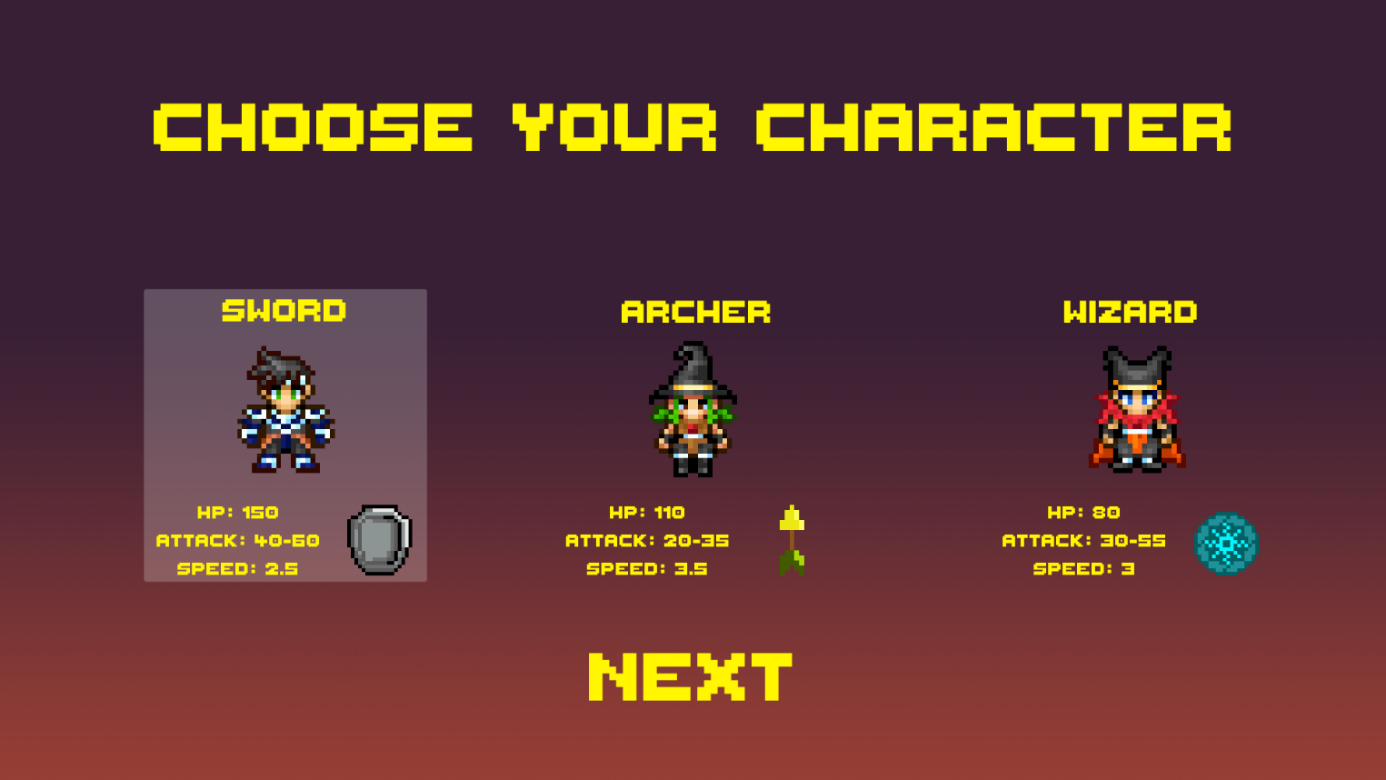 CHOOSE YOUR CHARACTER
SWORD
HP: 150
ATTACK: 40-60
SPEED: 2.5
ARCHER
HP: 110
ATTACK: 20-35
SPEED: 3.5
WIZARD
HP: 80
ATTACK: 30-55
SPEED: 3
NEXT